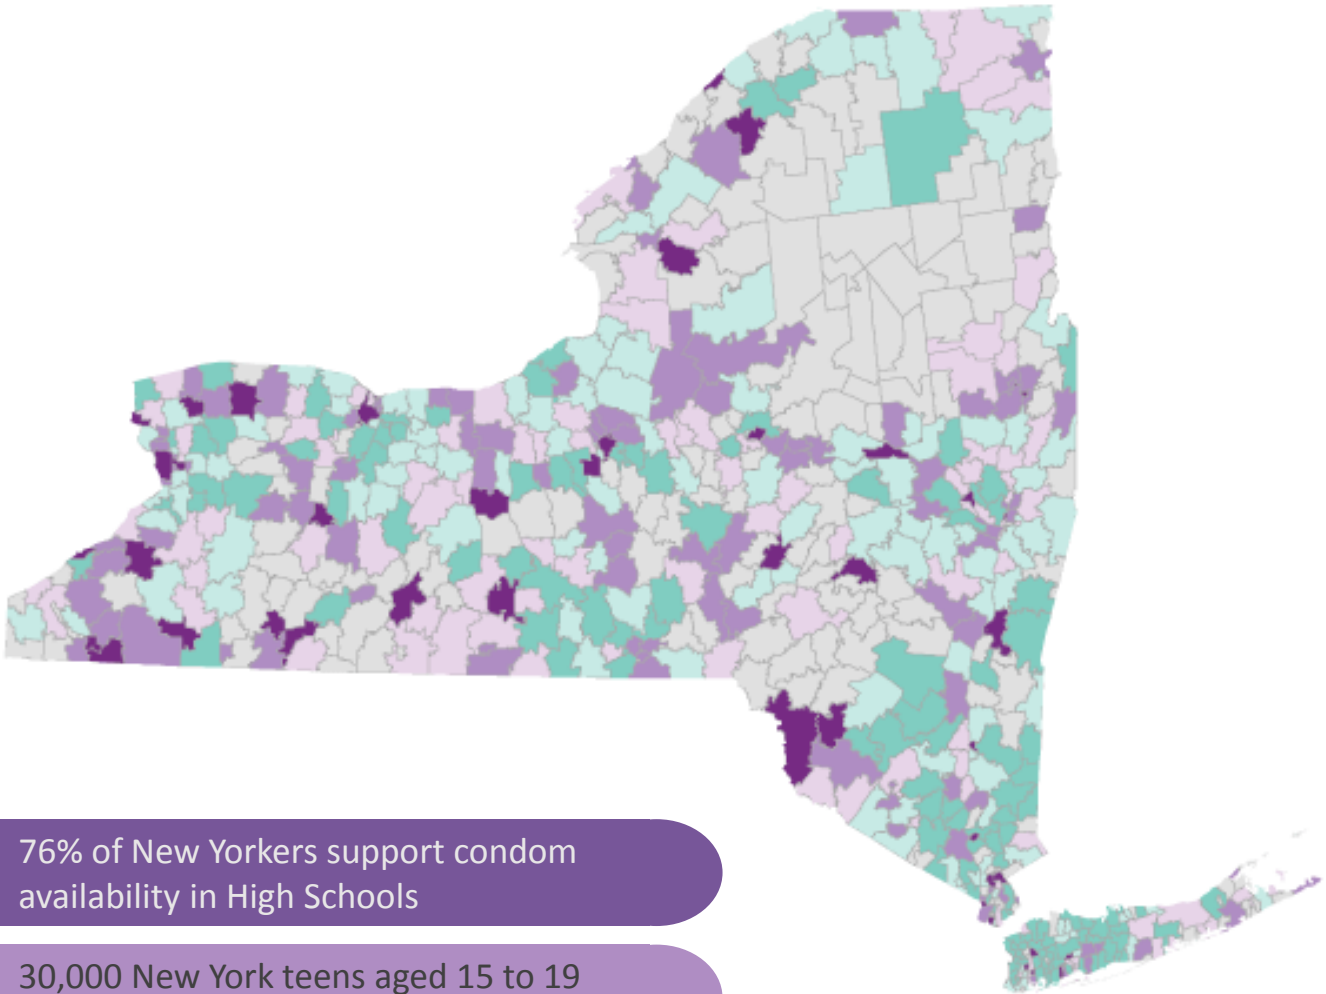 76% of New Yorkers support condom
availability in High Schools
30,000 New York teens aged 15 to 19